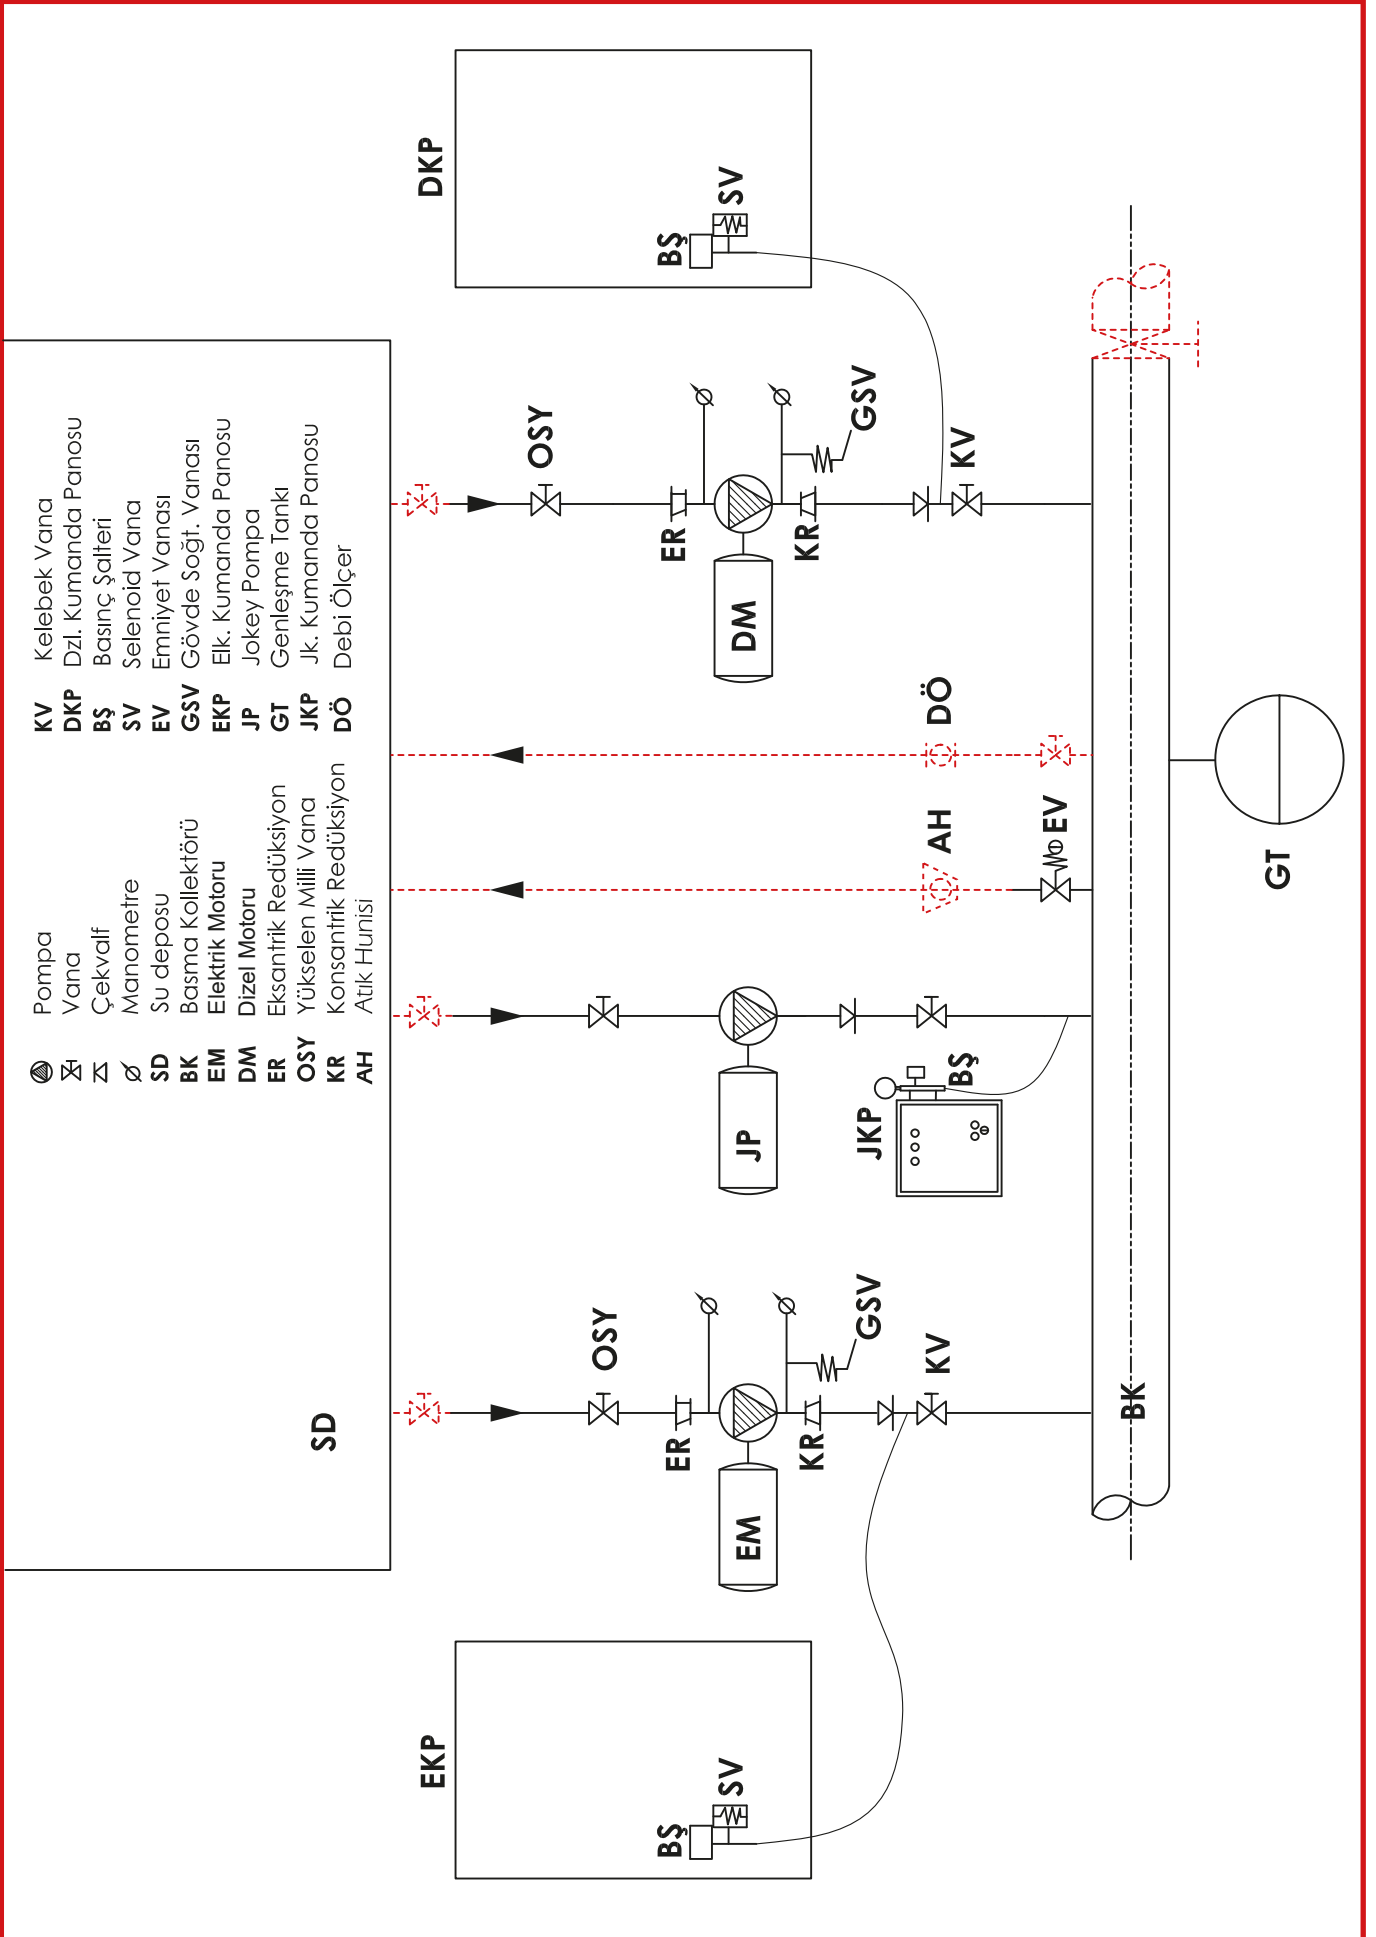 Pompa
Vana
Çekvalf
Manometre
SD Su deposu
BK Basma Kollektörü
EM Elektrik Motoru
DM Dizel Motoru
ER Eksantrik Redüksiyon
OSY Yükselen Milli Vana
KR Konsantrik Redüksiyon
AH Atık Hunisi
KV Kelebek Vana
DKP Dzl. Kumanda Panosu
BŞ Basınç Şalteri
SV Selenoid Vana
EV Emniyet Vanası
GSV Gövde Soğt. Vanası
EKP Elk. Kumanda Panosu
JP Jokey Pompa
GT Genleşme Tankı
JKP Jk. Kumanda Panosu
DÖ Debi Ölçer
SD
EKP
BŞ
SV
OSY
ER
EM
KR
GSV
KV
JP
JKP
BŞ
AH
EV
DÖ
OSY
ER
DM
KR
GSV
KV
DKP
BŞ
SV
BK
GT